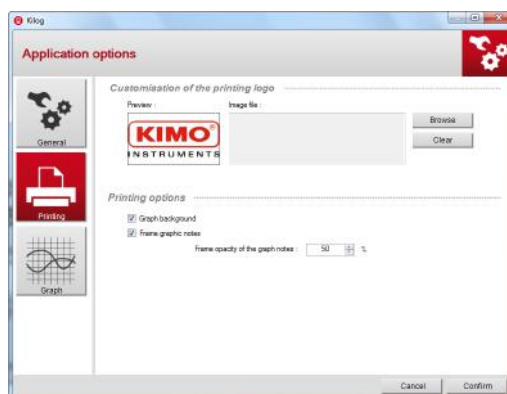 Kilog
Application options
General
Printing
Graph
Customisation of the printing logo
Preview :
Image file :
KIMO®
INSTRUMENTS
Browse
Clear
Printing options
Graph background
Frame graphic notes
Frame opacity of the graph notes : 50 %
Cancel
Confirm